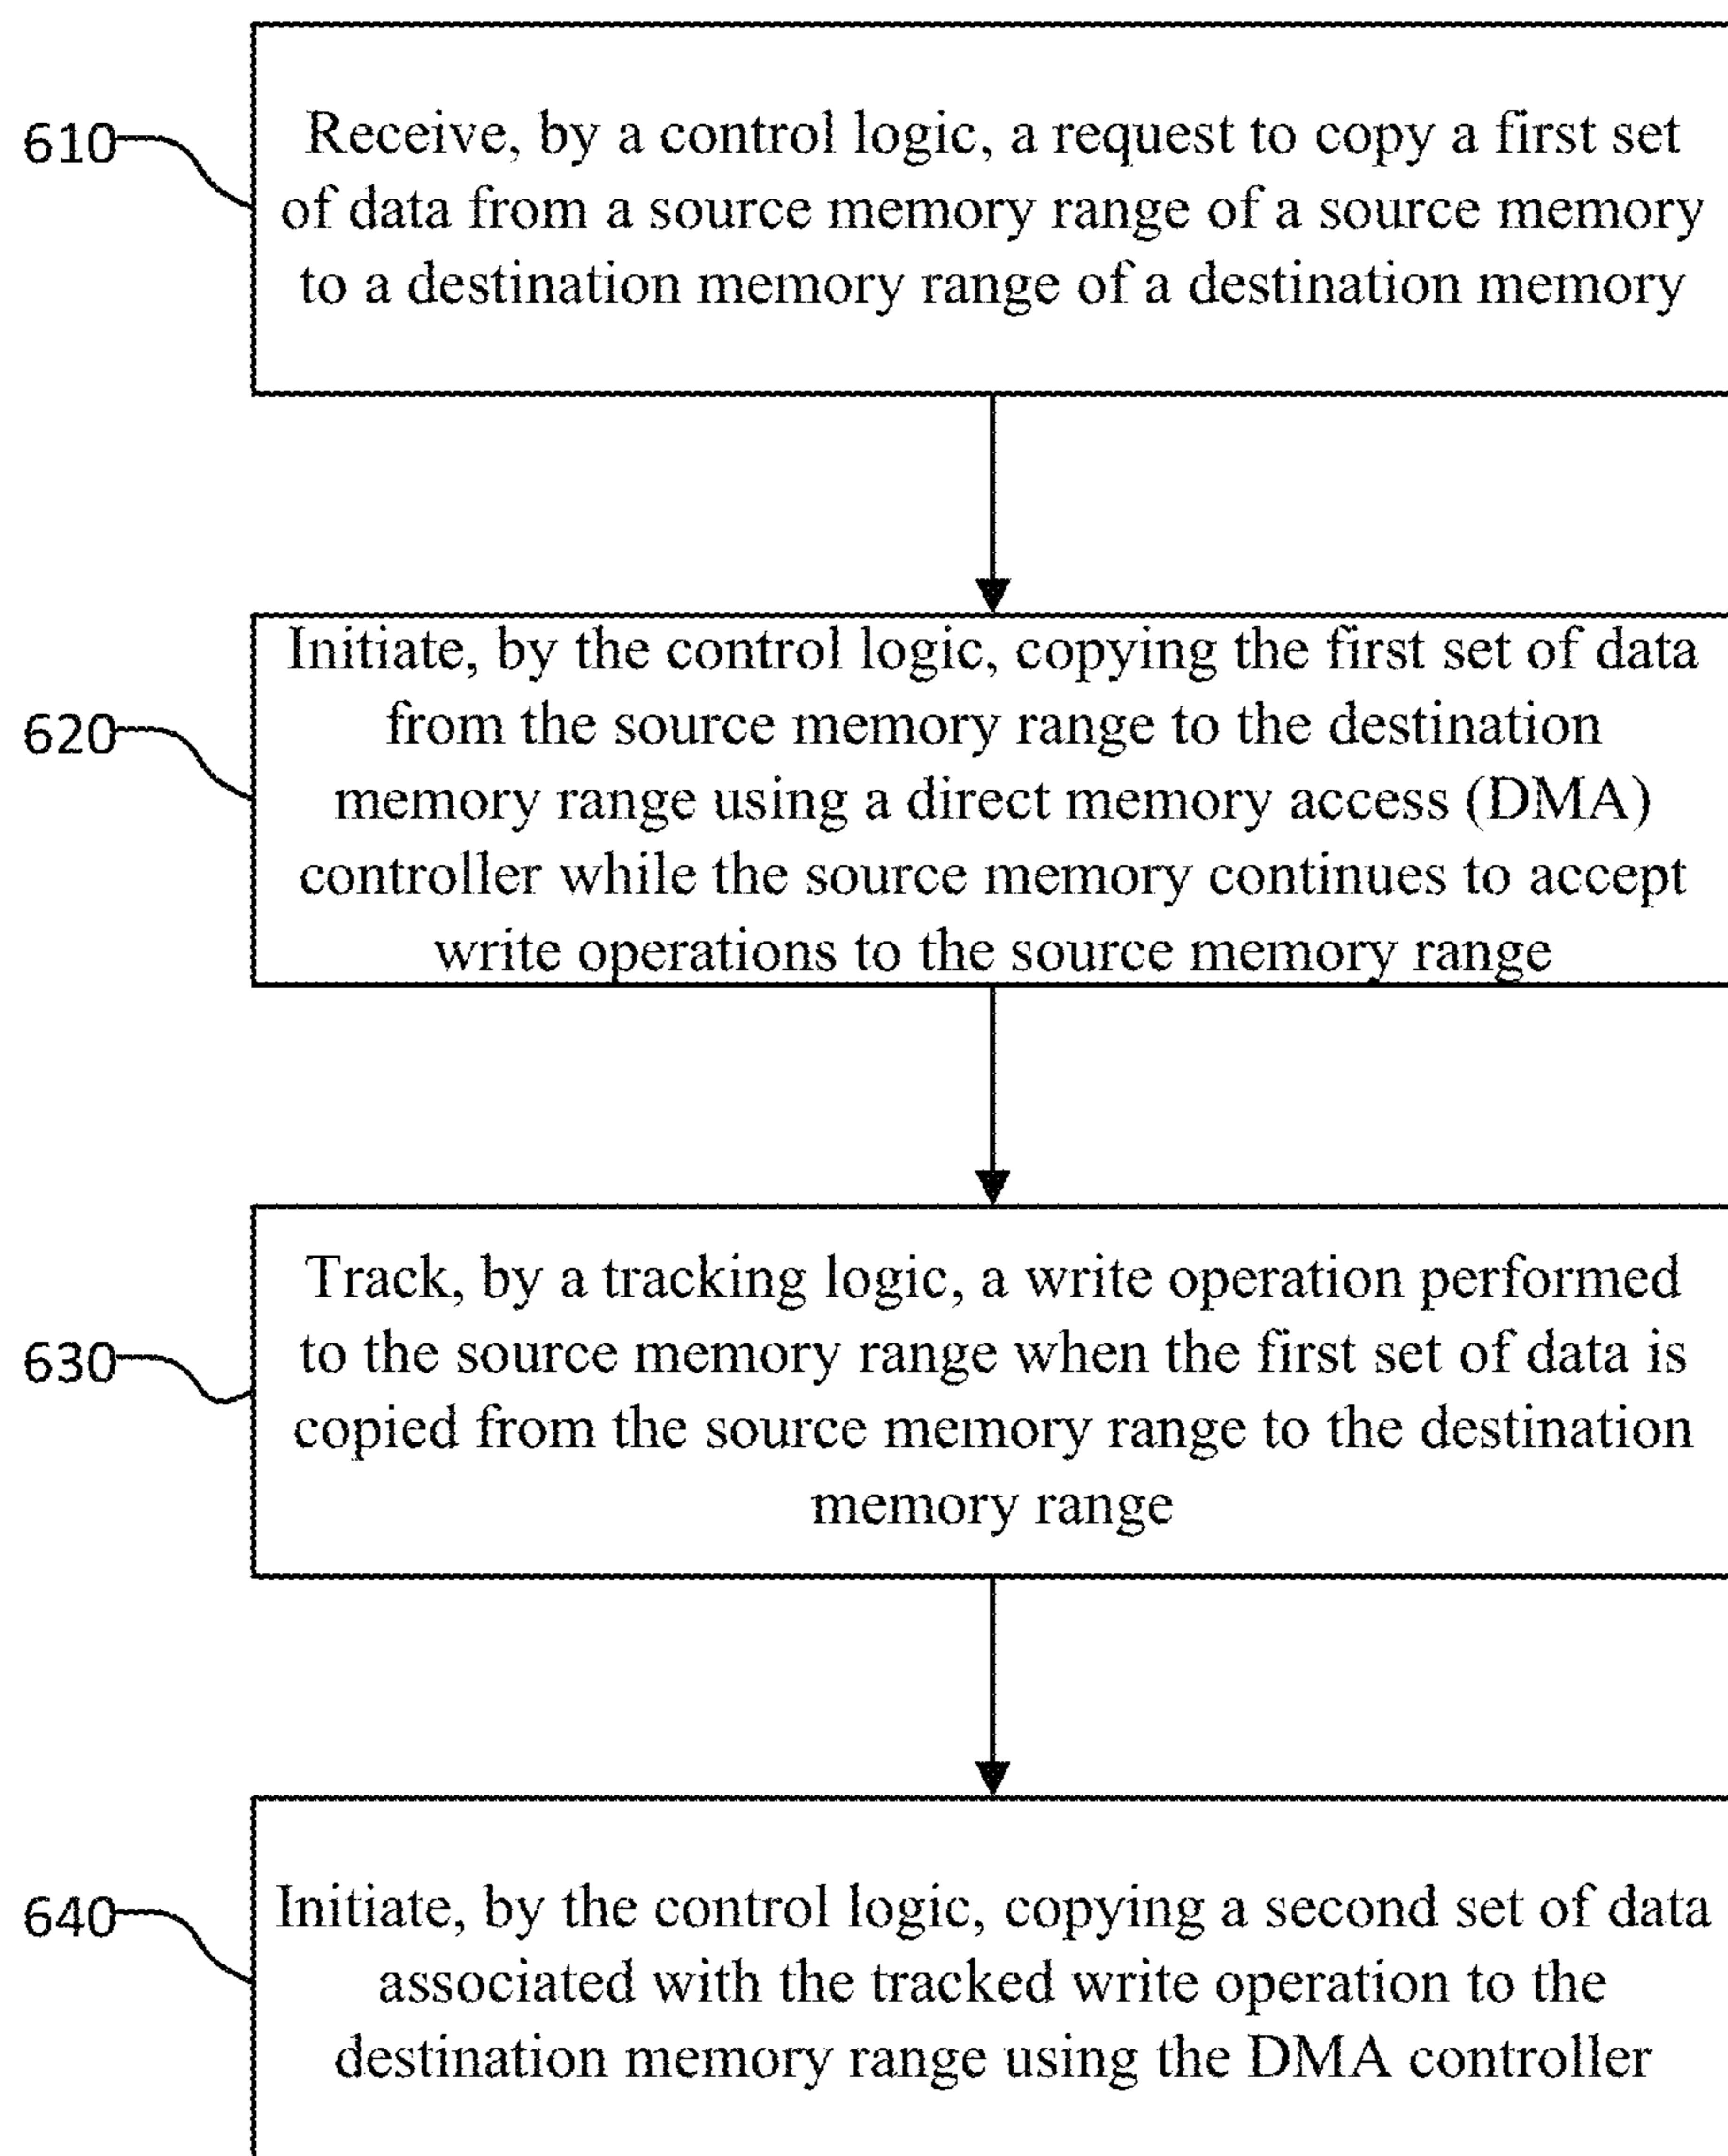 610
Receive, by a control logic, a request to copy a first set
of data from a source memory range of a source memory
to a destination memory range of a destination memory
620
Initiate, by the control logic, copying the first set of data
from the source memory range to the destination
memory range using a direct memory access (DMA)
controller while the source memory continues to accept
write operations to the source memory range
630
Track, by a tracking logic, a write operation performed
to the source memory range when the first set of data is
copied from the source memory range to the destination
memory range
640
Initiate, by the control logic, copying a second set of data
associated with the tracked write operation to the
destination memory range using the DMA controller